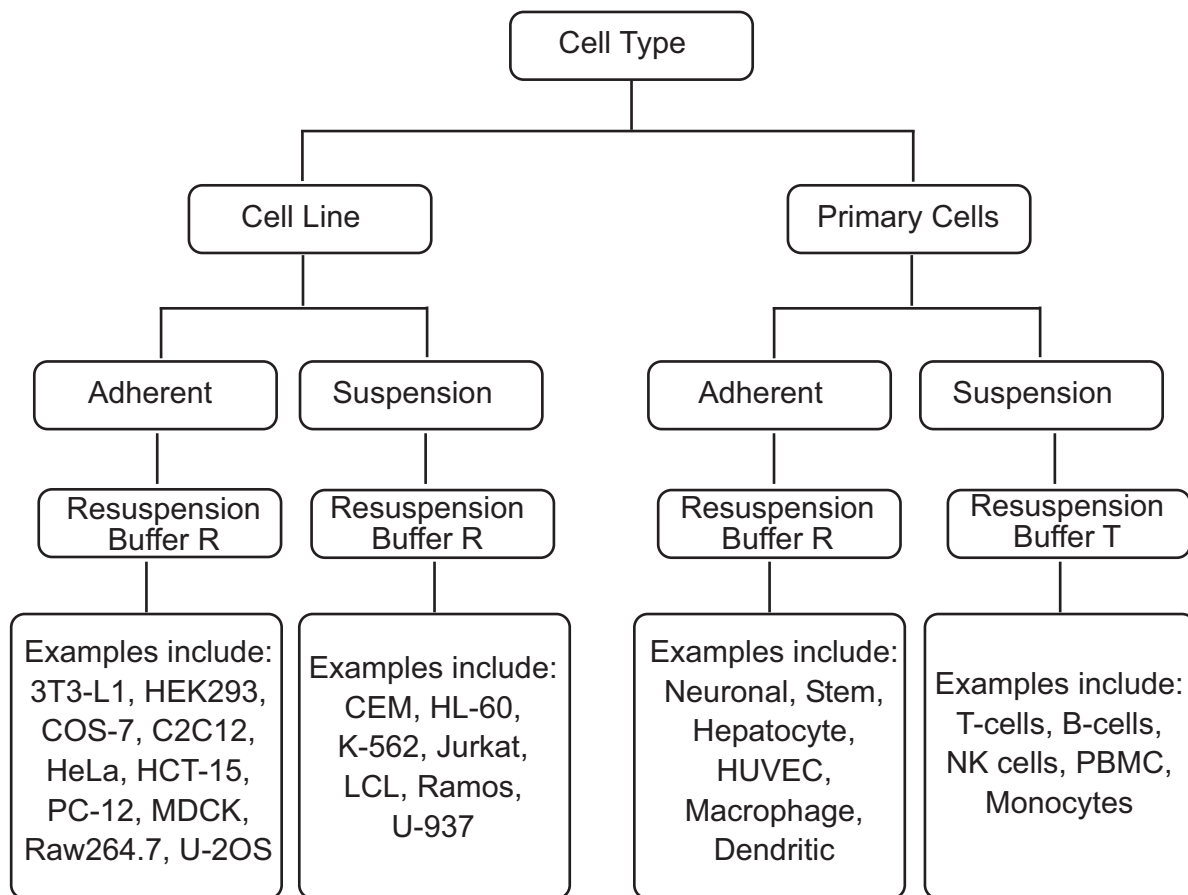 Cell Type
Cell Line
Primary Cells
Adherent
Suspension
Adherent
Suspension
Resuspension
Buffer R
Resuspension
Buffer R
Resuspension
Buffer R
Resuspension
Buffer T
Examples include:
3T3-L1, HEK293,
COS-7, C2C12,
HeLa, HCT-15,
PC-12, MDCK,
Raw264.7, U-2OS
Examples include:
CEM, HL-60,
K-562, Jurkat,
LCL, Ramos,
U-937
Examples include:
Neuronal, Stem,
Hepatocyte,
HUVEC,
Macrophage,
Dendritic
Examples include:
T-cells, B-cells,
NK cells, PBMC,
Monocytes